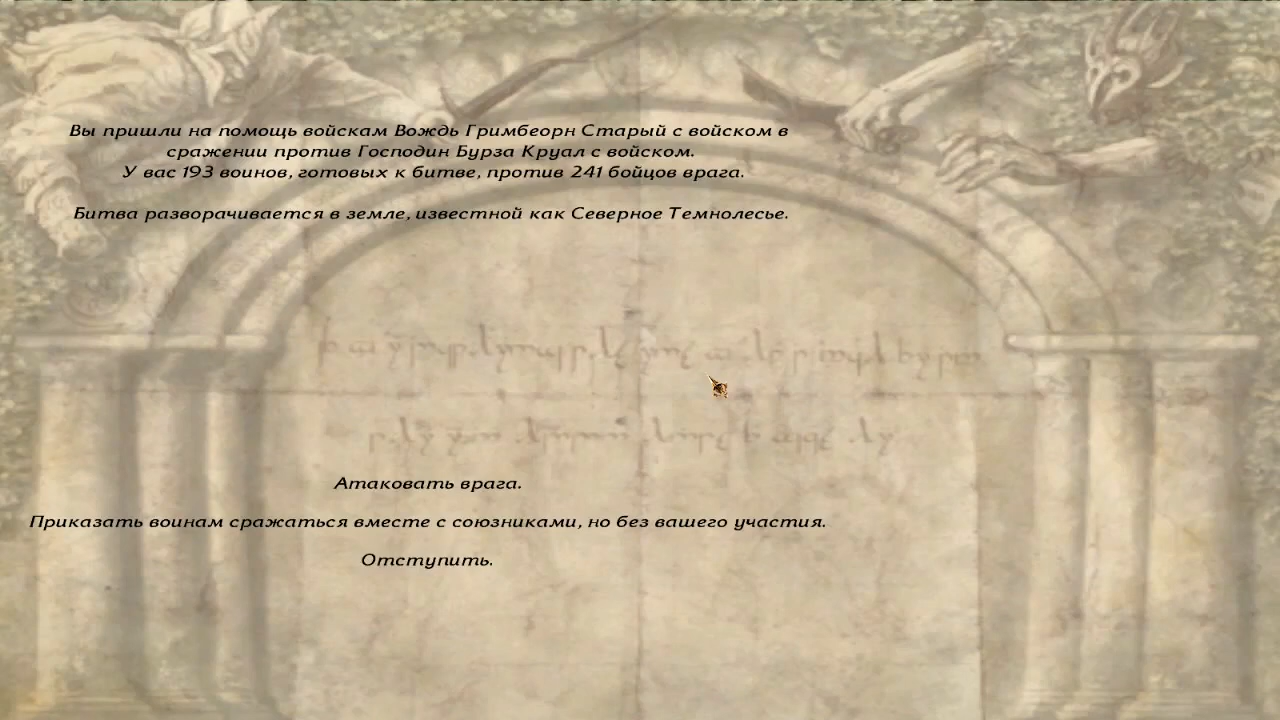 Вы пришли на помощь войскам Вождь Гримбеорн Старый с войском в
сражении против Господин Бурза Круал с войском.
У вас 193 воинов, готовых к битве, против 241 бойцов врага.
Битва разворачивается в земле, известной как Северное Темнолесье.
Атаковать врага.
Приказать воинам сражаться вместе с союзниками, но без вашего участия.
Отступить.